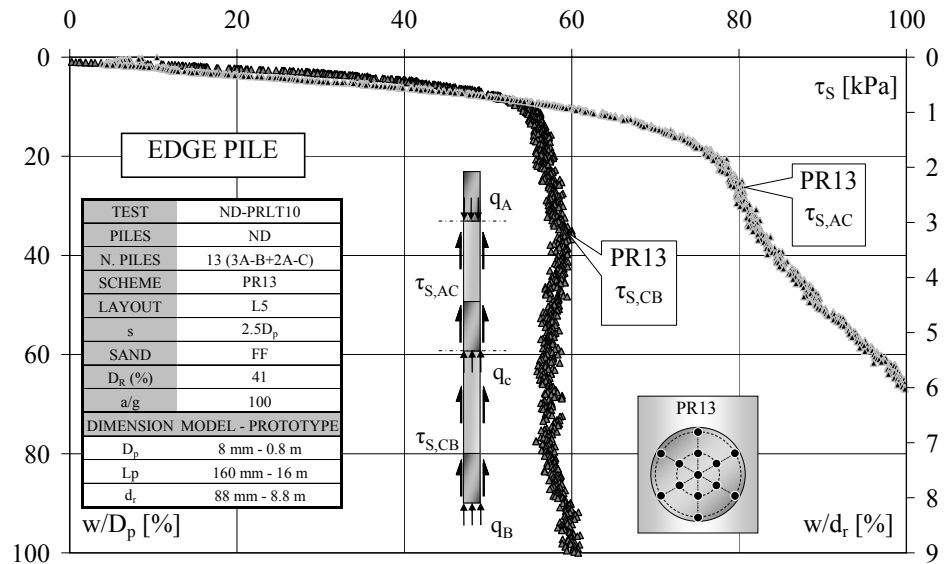 0 20 40 60 80 100
0
20
40
60
80
100
0
1
2
3
4
5
6
7
8
9
τS [kPa]
EDGE PILE
PR13
τS,AC
PR13
τS,CB
TEST ND-PRLT10
PILES ND
N. PILES 13 (3A-B+2A-C)
SCHEME PR13
LAYOUT L5
s 2.5Dp
SAND FF
DR (%) 41
a/g 100
DIMENSION MODEL - PROTOTYPE
Dp 8 mm - 0.8 m
Lp 160 mm - 16 m
dr 88 mm - 8.8 m
qA
τS,AC
qc
τS,CB
qB
PR13
w/Dp [%]
w/dr [%]